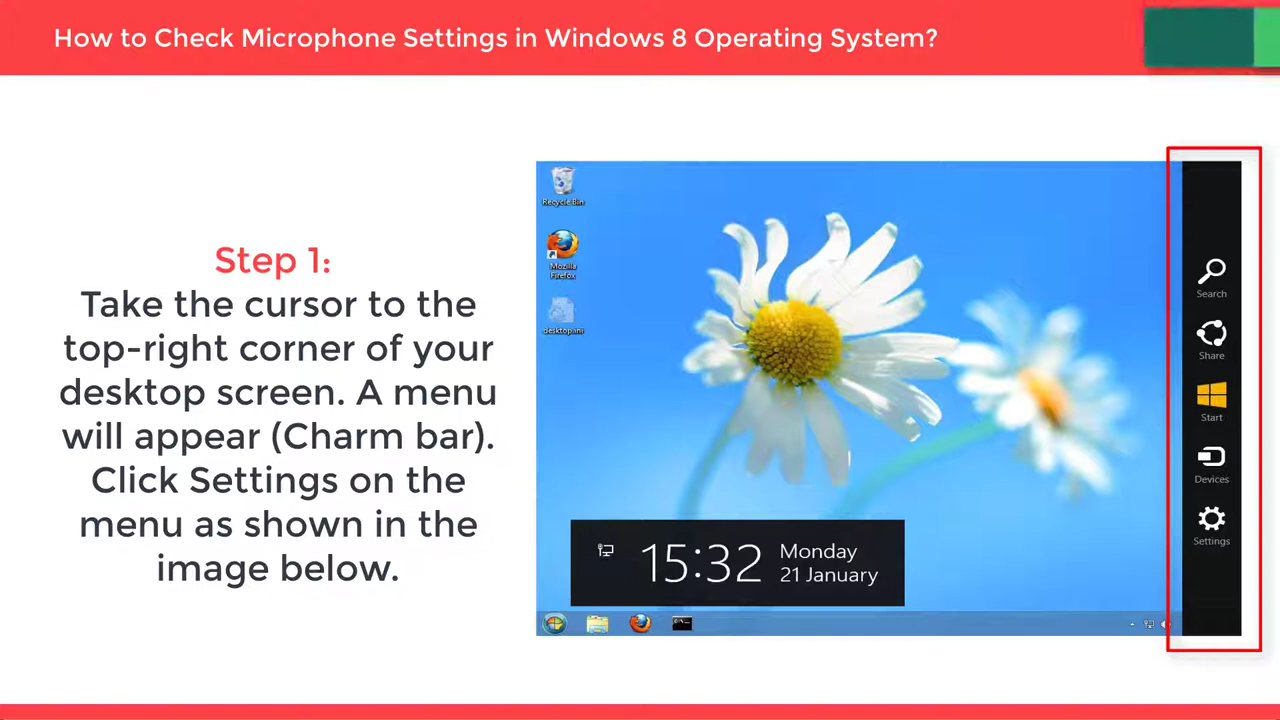 How to Check Microphone Settings in Windows 8 Operating System?
Step 1:
Take the cursor to the
top-right corner of your
desktop screen. A menu
will appear (Charm bar).
Click Settings on the
menu as shown in the
image below.
Recycle Bin
Mozilla
Firefox
desktop.ini
Search
Share
Start
Devices
Settings
15:32
Monday
21 January